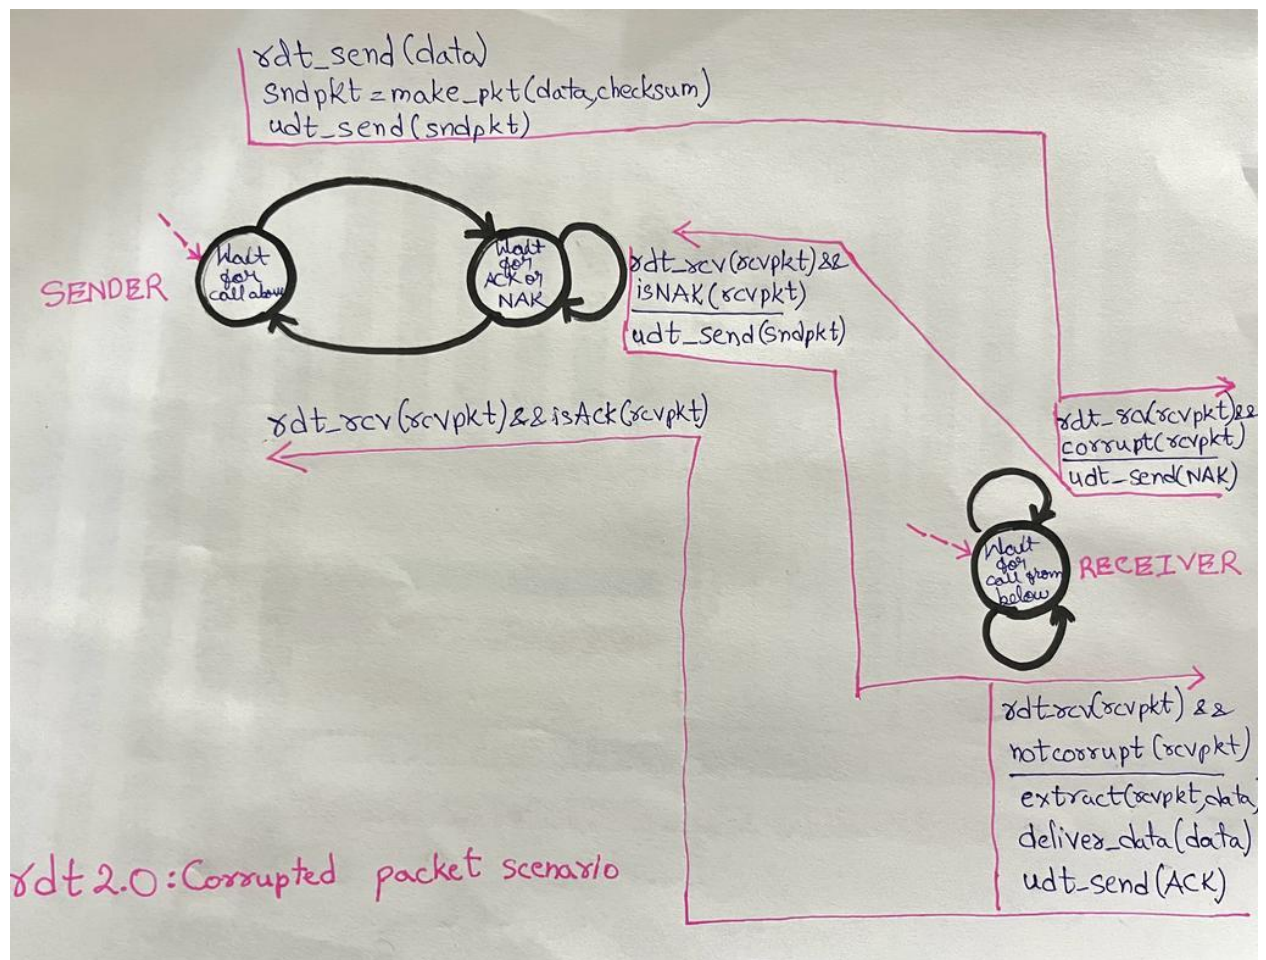 rdt_send(data)
sndpkt = make_pkt(data,checksum)
udt_send(sndpkt)
SENDER
Wait
for
call above
Wait
for
ACK or
NAK
rdt_rcv(rcvpkt)&&
isNAK(rcvpkt)
udt_send(sndpkt)
rdt_rcv(rcvpkt)&&isAck(rcvpkt)
rdt_rcv(rcvpkt)&&
corrupt(rcvpkt)
udt_send(NAK)
Wait
for
call from
below
RECEIVER
rdt_rcv(rcvpkt) &&
notcorrupt(rcvpkt)
extract(rcvpkt,data)
deliver_data(data)
udt_send(ACK)
rdt 2.0:Corrupted packet scenario